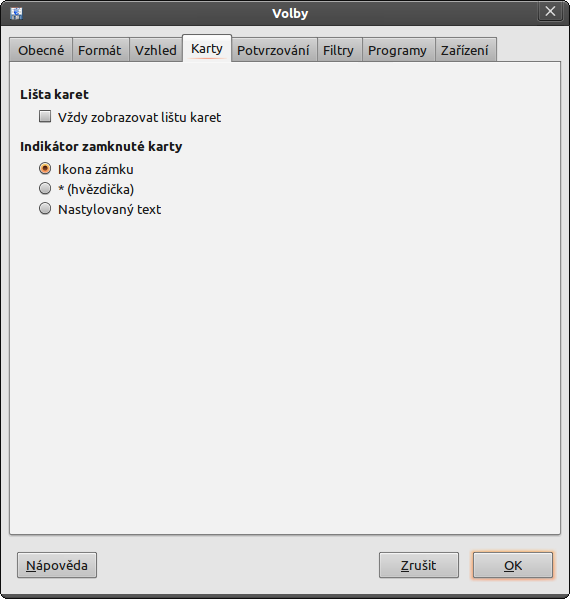 Volby
Obecné Formát Vzhled Karty Potvrzování Filtry Programy Zařízení
Lišta karet
Vždy zobrazovat lištu karet
Indikátor zamknuté karty
Ikona zámku
* (hvězdička)
Nastylovaný text
Nápověda Zrušit OK